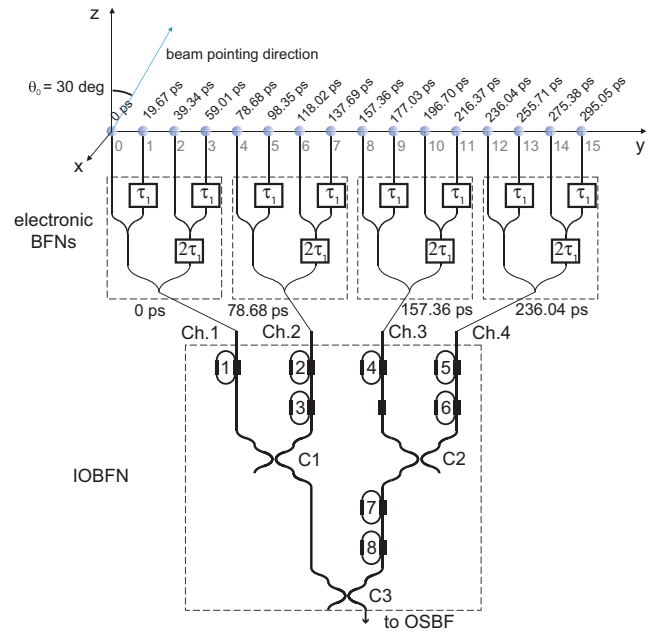 z
beam pointing direction
θ₀ = 30 deg
0 ps
19.67 ps
39.34 ps
59.01 ps
78.68 ps
98.35 ps
118.02 ps
137.69 ps
157.36 ps
177.03 ps
196.70 ps
216.37 ps
236.04 ps
255.71 ps
275.38 ps
295.05 ps
0 1 2 3 4 5 6 7 8 9 10 11 12 13 14 15
y
x
electronic
BFNs
τ₁ τ₁ τ₁ τ₁ τ₁ τ₁ τ₁ τ₁
2τ₁ 2τ₁ 2τ₁ 2τ₁
0 ps 78.68 ps 157.36 ps 236.04 ps
Ch.1 Ch.2 Ch.3 Ch.4
1 2 4 5
3 6
C1 C2
IOBFN
7
8
C3
to OSBF